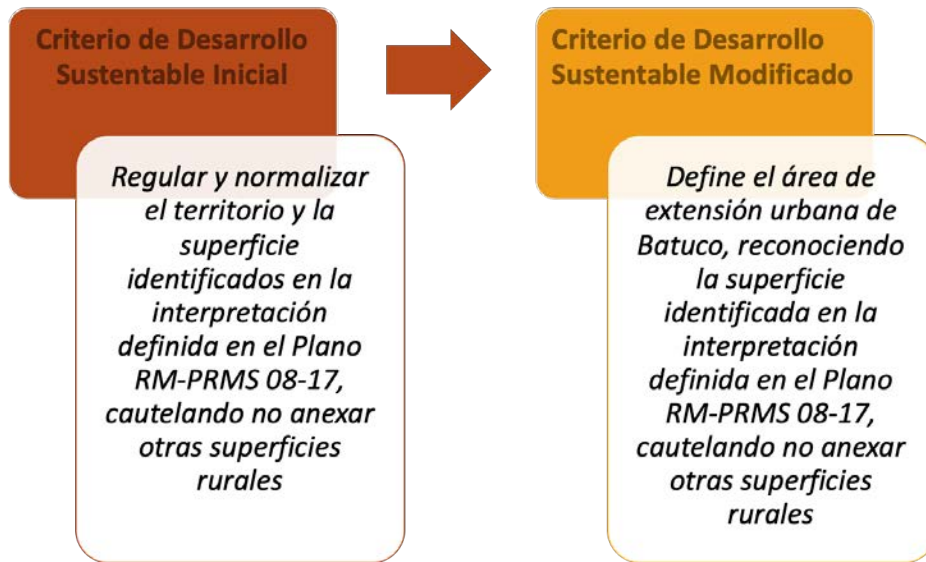 Criterio de Desarrollo
Sustentable Inicial
Regular y normalizar
el territorio y la
superficie
identificados en la
interpretación
definida en el Plano
RM-PRMS 08-17,
cautelando no anexar
otras superficies
rurales
Criterio de Desarrollo
Sustentable Modificado
Define el área de
extensión urbana de
Batuco, reconociendo
la superficie
identificada en la
interpretación
definida en el Plano
RM-PRMS 08-17,
cautelando no anexar
otras superficies
rurales